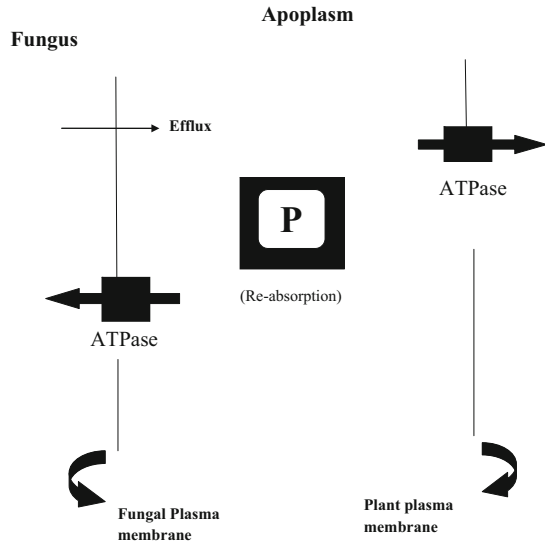 Apoplasm
Fungus
Efflux
ATPase
P
(Re-absorption)
ATPase
Fungal Plasma
membrane
Plant plasma
membrane